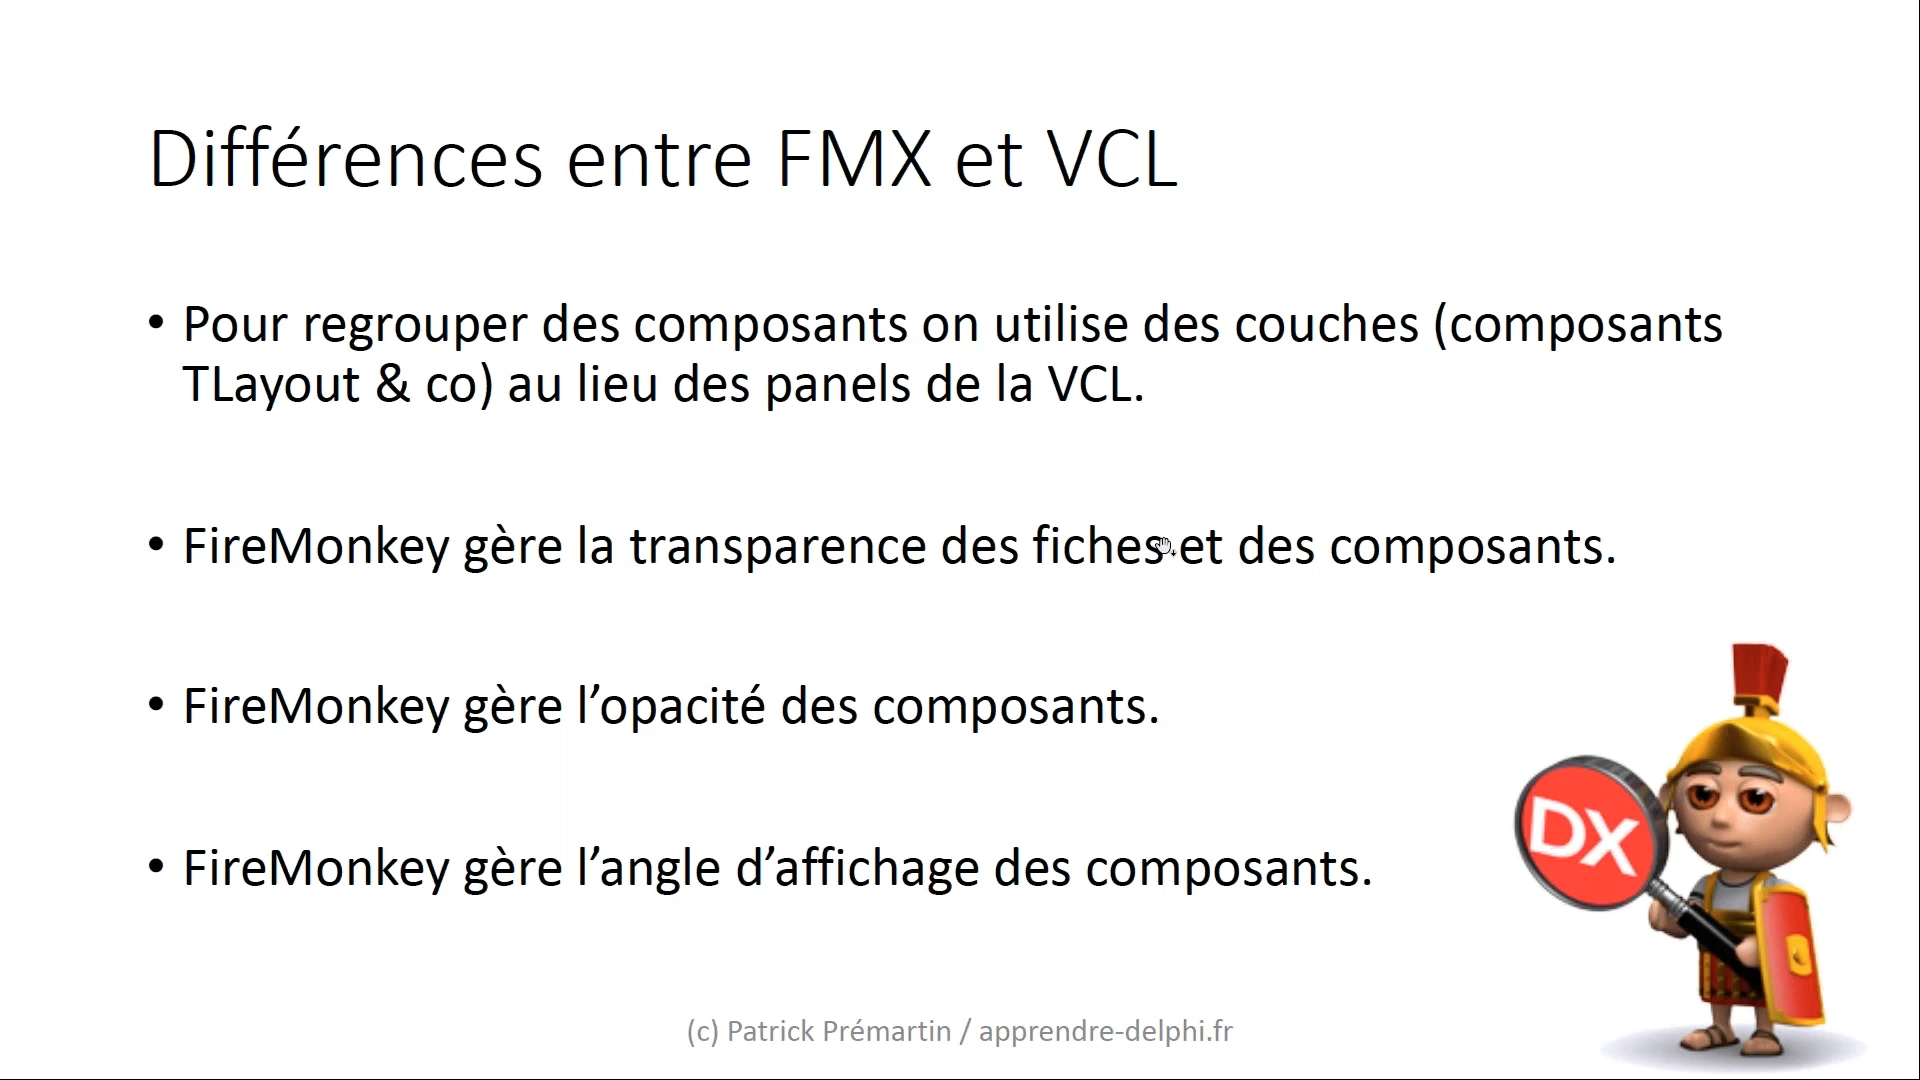 Différences entre FMX et VCL
• Pour regrouper des composants on utilise des couches (composants
TLayout & co) au lieu des panels de la VCL.
• FireMonkey gère la transparence des fiches et des composants.
• FireMonkey gère l’opacité des composants.
• FireMonkey gère l’angle d’affichage des composants.
DX
(c) Patrick Prémartin / apprendre-delphi.fr